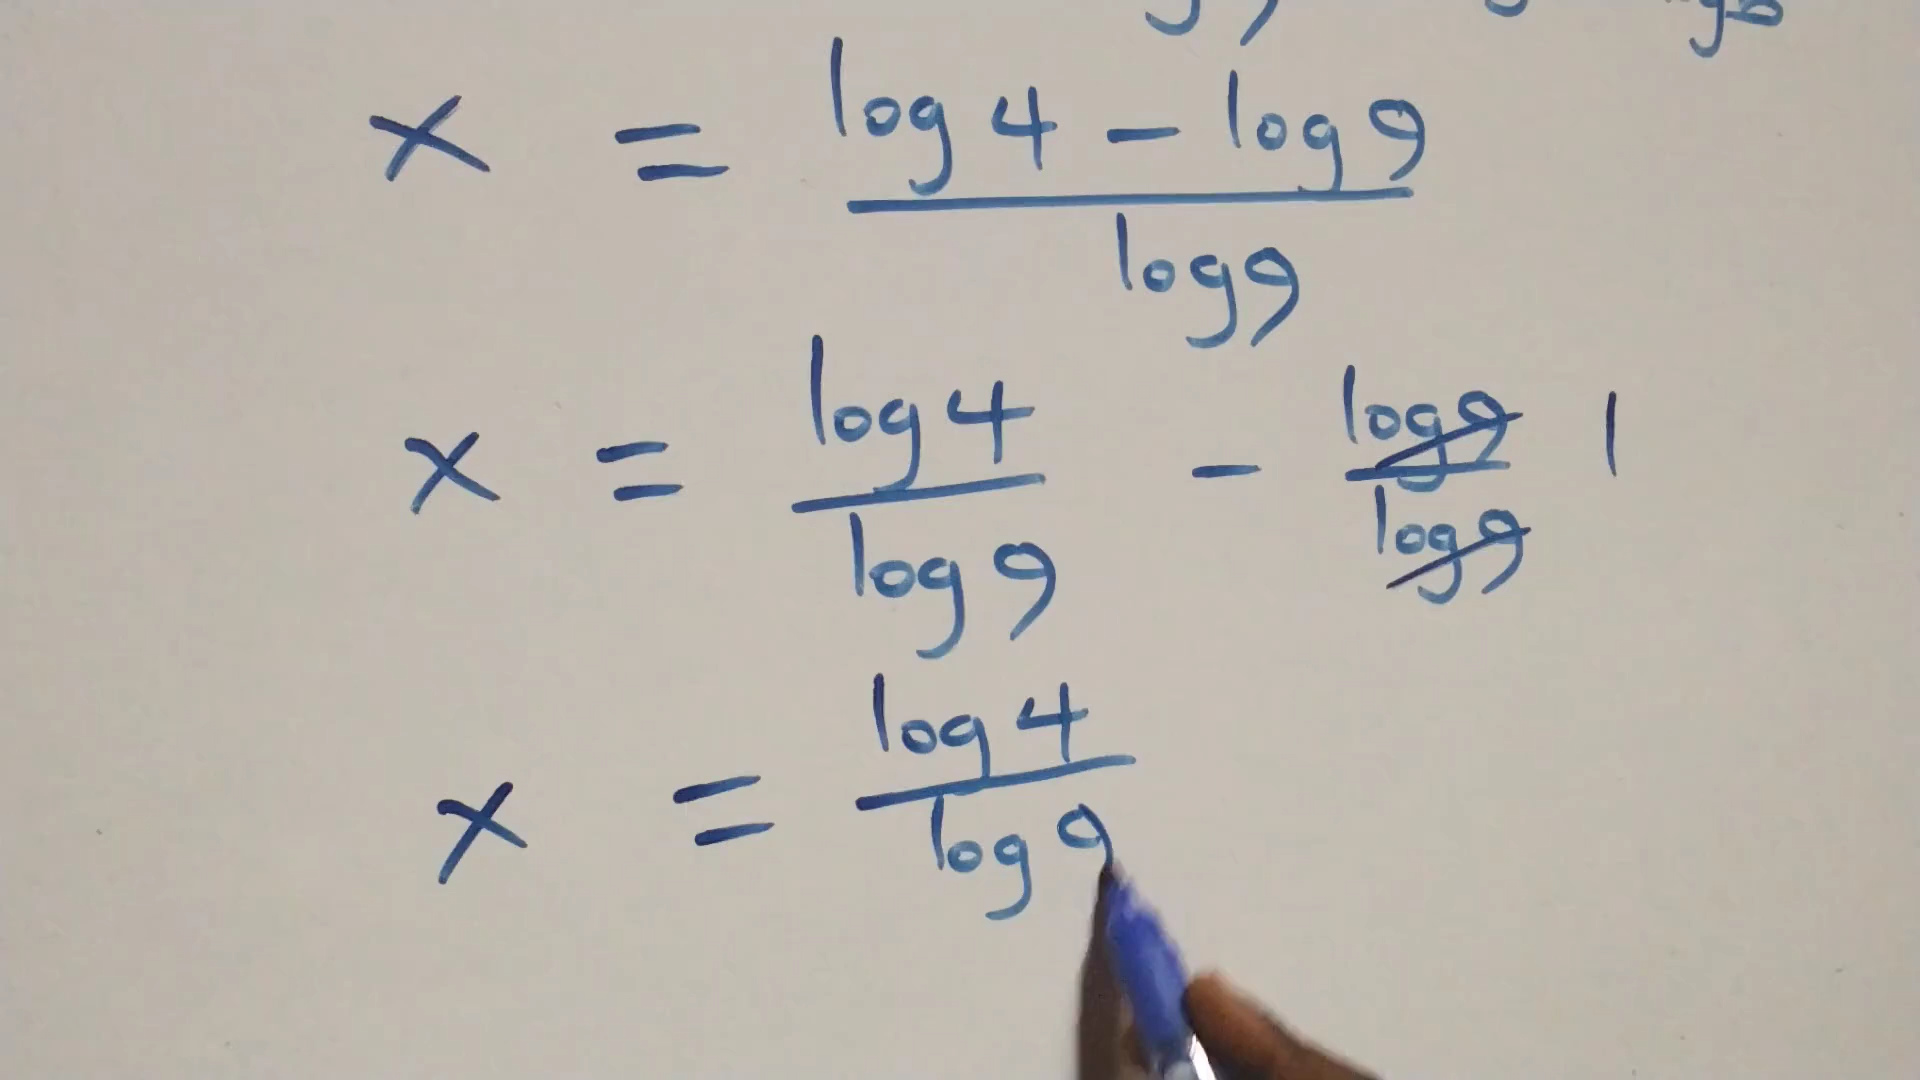 x = log 4 - log 9
log 9
x = log 4 - log 9 1
log 9 log 9
x = log 4
log 9